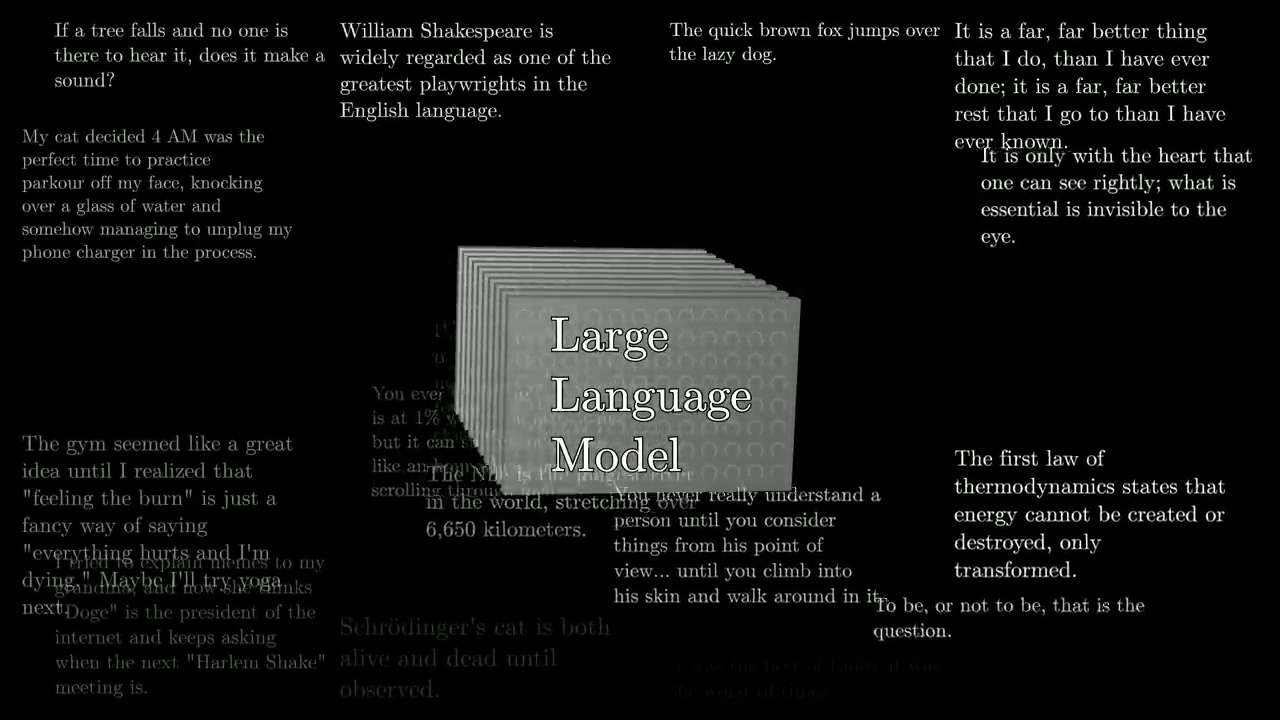 If a tree falls and no one is
there to hear it, does it make a
sound?
William Shakespeare is
widely regarded as one of the
greatest playwrights in the
English language.
The quick brown fox jumps over
the lazy dog.
It is a far, far better thing
that I do, than I have ever
done; it is a far, far better
rest that I go to than I have
ever known.
My cat decided 4 AM was the
perfect time to practice
parkour off my face, knocking
over a glass of water and
somehow managing to unplug my
phone charger in the process.
It is only with the heart that
one can see rightly; what is
essential is invisible to the
eye.
Large
Language
Model
You ever
is at 1%
but it can
like an
scrolling through
The gym seemed like a great
idea until I realized that
"feeling the burn" is just a
fancy way of saying
"everything hurts and I'm
dying." Maybe I'll try yoga
next.
The is
in the world, stretching over
6,650 kilometers.
You never really understand a
person until you consider
things from his point of
view... until you climb into
his skin and walk around in it.
The first law of
thermodynamics states that
energy cannot be created or
destroyed, only
transformed.
I tried to explain memes to my
grandma, and now she thinks
"Doge" is the president of the
internet and keeps asking
when the next "Harlem Shake"
meeting is.
To be, or not to be, that is the
question.
Schrödinger's cat is both
alive and dead until
observed.
It was the best of times, it was
the worst of times.